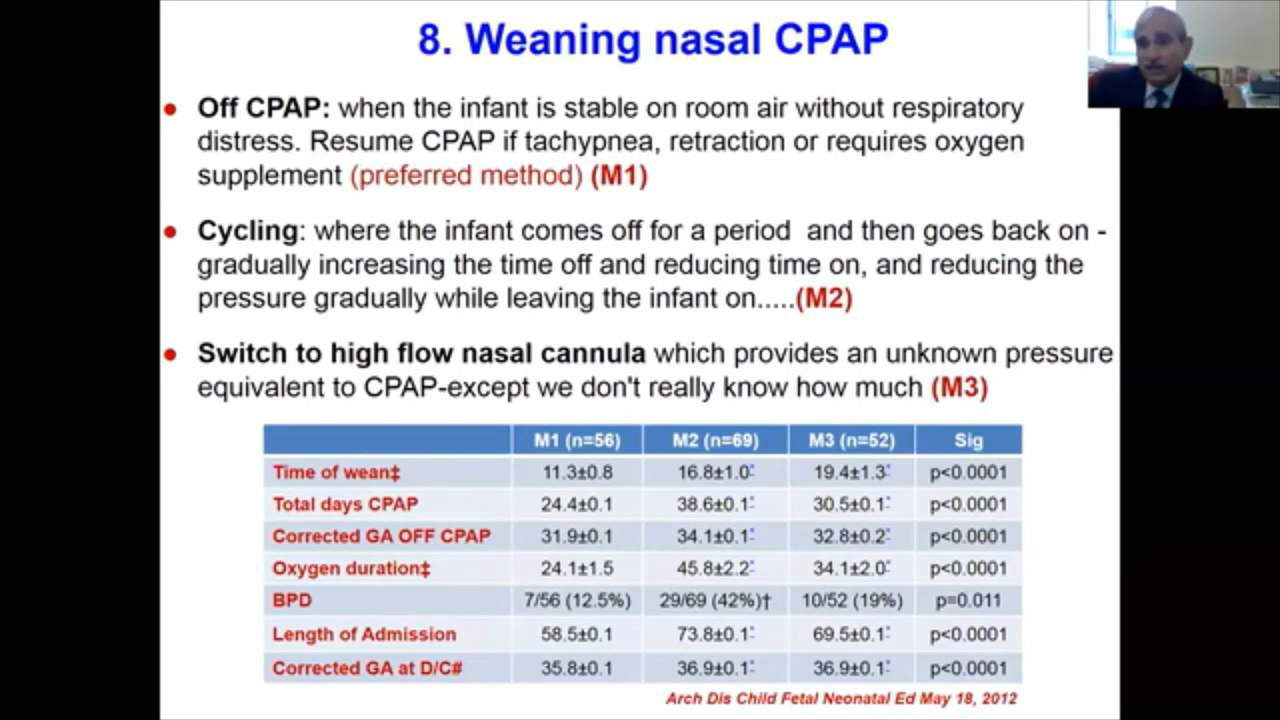 8. Weaning nasal CPAP
● Off CPAP: when the infant is stable on room air without respiratory
distress. Resume CPAP if tachypnea, retraction or requires oxygen
supplement (preferred method) (M1)
● Cycling: where the infant comes off for a period and then goes back on -
gradually increasing the time off and reducing time on, and reducing the
pressure gradually while leaving the infant on.....(M2)
● Switch to high flow nasal cannula which provides an unknown pressure
equivalent to CPAP-except we don't really know how much (M3)
M1 (n=56) M2 (n=69) M3 (n=52) Sig
Time of wean‡ 11.3±0.8 16.8±1.0* 19.4±1.3* p<0.0001
Total days CPAP 24.4±0.1 38.6±0.1* 30.5±0.1* p<0.0001
Corrected GA OFF CPAP 31.9±0.1 34.1±0.1* 32.8±0.2* p<0.0001
Oxygen duration‡ 24.1±1.5 45.8±2.2* 34.1±2.0* p<0.0001
BPD 7/56 (12.5%) 29/69 (42%)† 10/52 (19%) p=0.011
Length of Admission 58.5±0.1 73.8±0.1* 69.5±0.1* p<0.0001
Corrected GA at D/C# 35.8±0.1 36.9±0.1* 36.9±0.1* p<0.0001
Arch Dis Child Fetal Neonatal Ed May 18, 2012